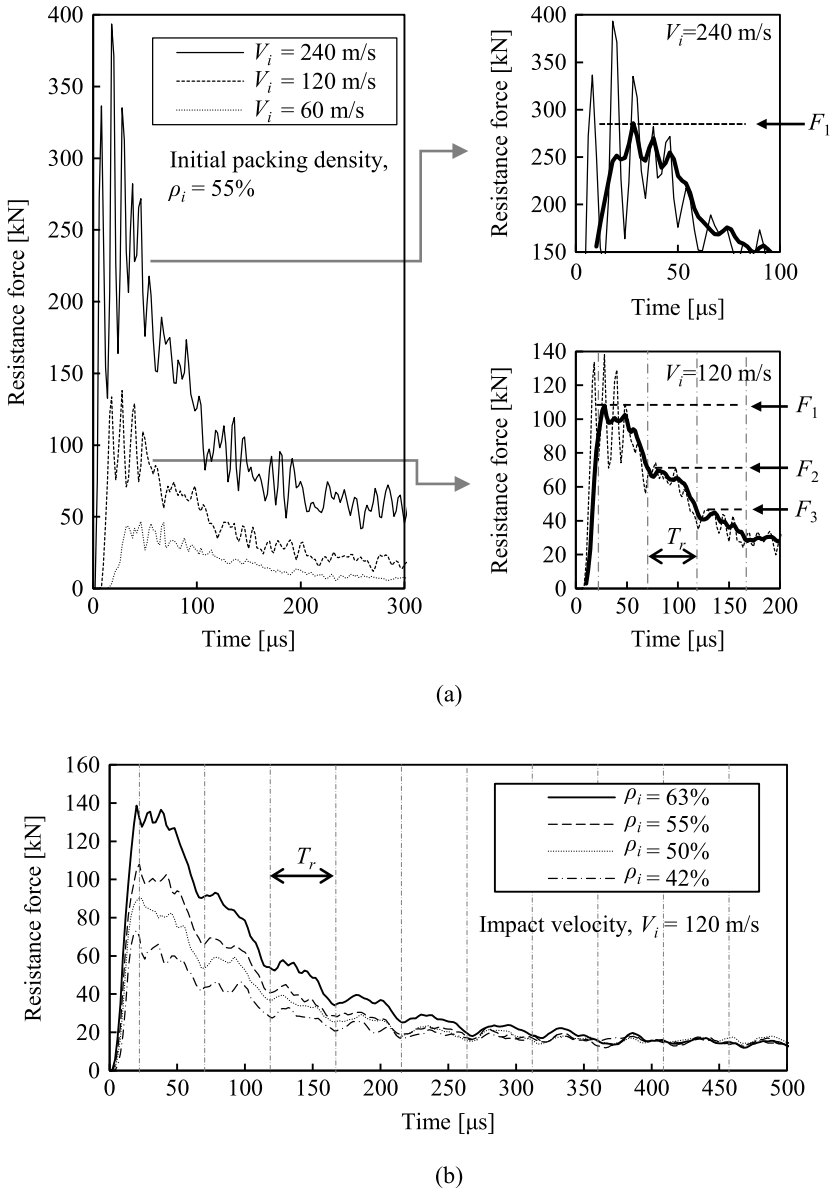 400
350
300
250
200
150
100
50
0
Resistance force [kN]
V_i = 240 m/s
V_i = 120 m/s
V_i = 60 m/s
Initial packing density,
ρ_i = 55%
0 100 200 300
Time [μs]
400
350
300
250
200
150
Resistance force [kN]
V_i=240 m/s
F_1
0 50 100
Time [μs]
140
120
100
80
60
40
20
0
Resistance force [kN]
V_i=120 m/s
F_1
F_2
F_3
T_r
0 50 100 150 200
Time [μs]
(a)
160
140
120
100
80
60
40
20
0
Resistance force [kN]
ρ_i = 63%
ρ_i = 55%
ρ_i = 50%
ρ_i = 42%
T_r
Impact velocity, V_i = 120 m/s
0 50 100 150 200 250 300 350 400 450 500
Time [μs]
(b)